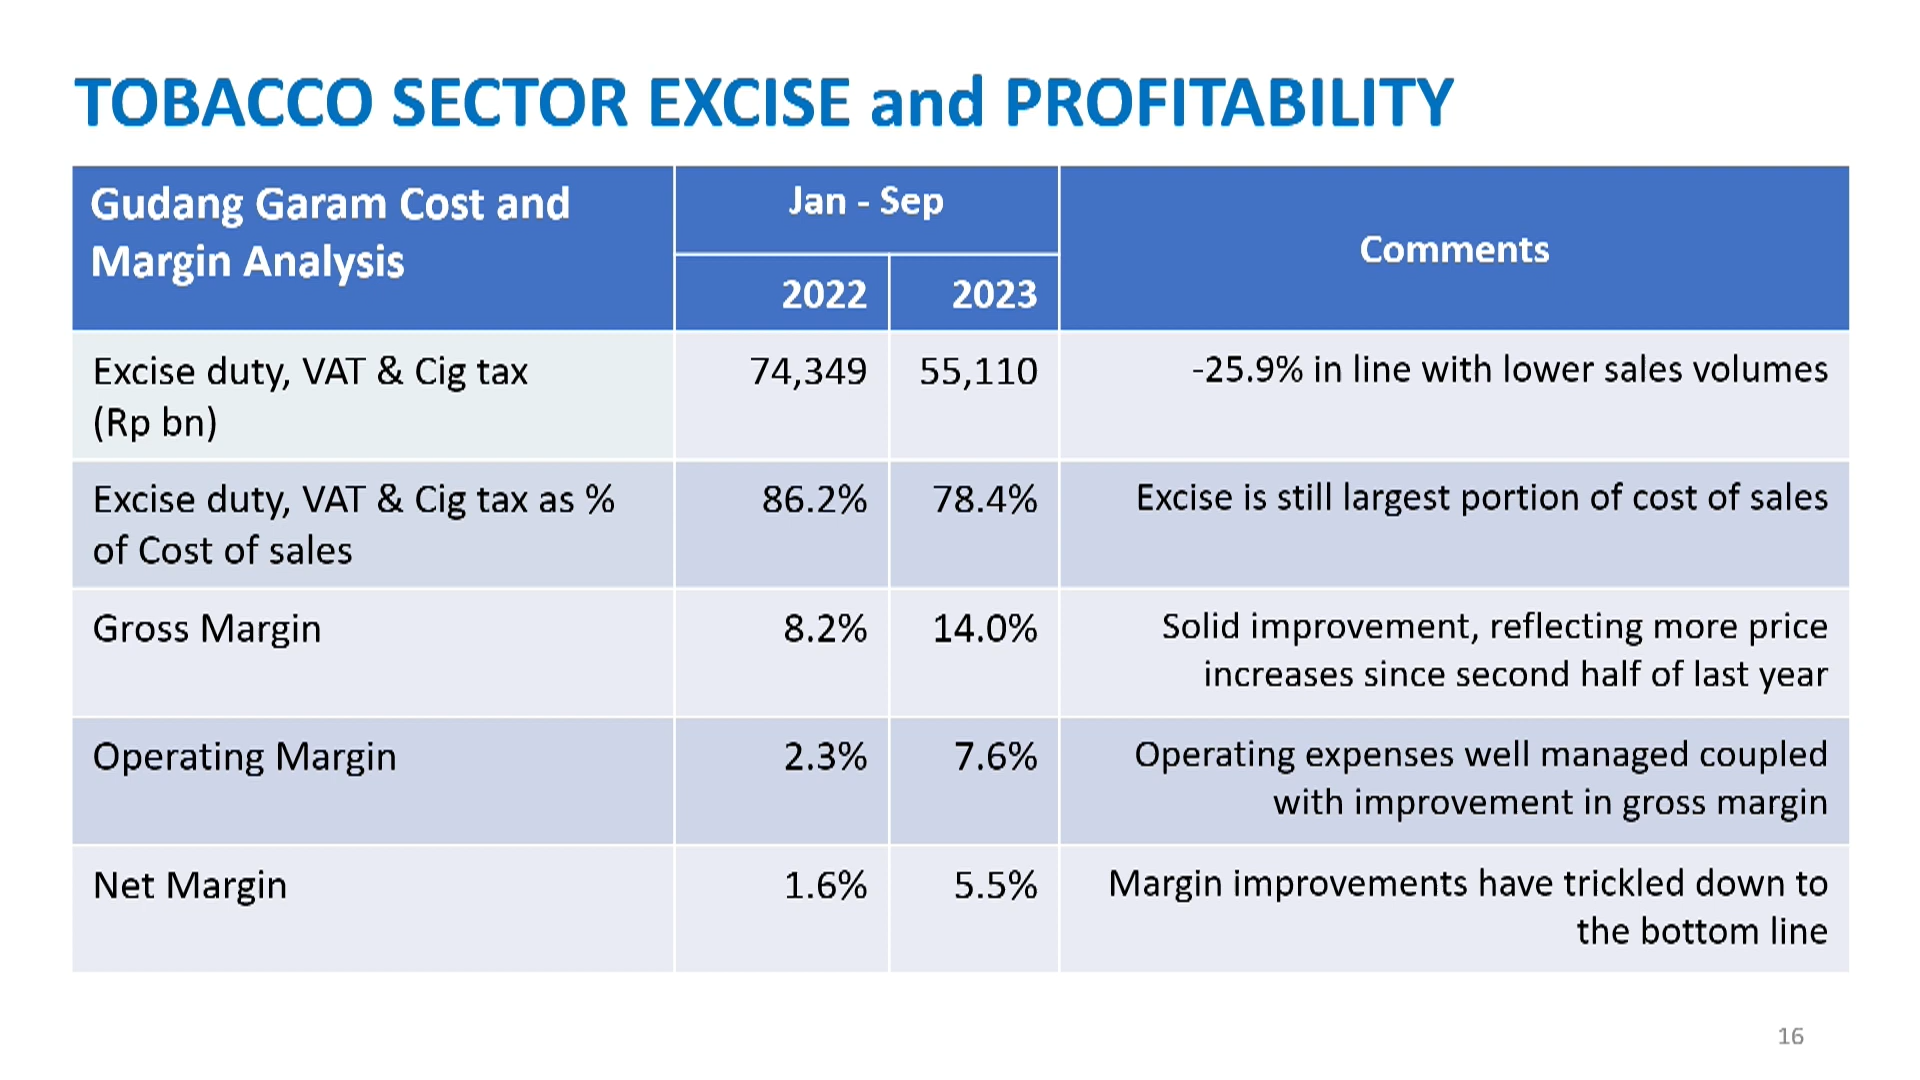 TOBACCO SECTOR EXCISE and PROFITABILITY
Gudang Garam Cost and
Margin Analysis
Jan - Sep
2022
2023
Comments
Excise duty, VAT & Cig tax
(Rp bn)
74,349
55,110
-25.9% in line with lower sales volumes
Excise duty, VAT & Cig tax as %
of Cost of sales
86.2%
78.4%
Excise is still largest portion of cost of sales
Gross Margin
8.2%
14.0%
Solid improvement, reflecting more price
increases since second half of last year
Operating Margin
2.3%
7.6%
Operating expenses well managed coupled
with improvement in gross margin
Net Margin
1.6%
5.5%
Margin improvements have trickled down to
the bottom line
16